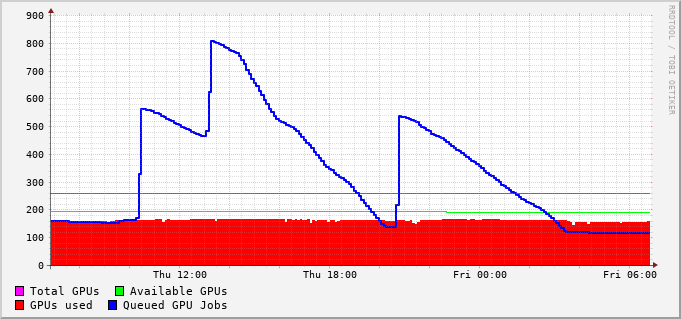 900
800
700
600
500
400
300
200
100
0
Thu 12:00 Thu 18:00 Fri 00:00 Fri 06:00
Total GPUs Available GPUs
GPUs used Queued GPU Jobs
RRDTOOL / TOBI OETIKER